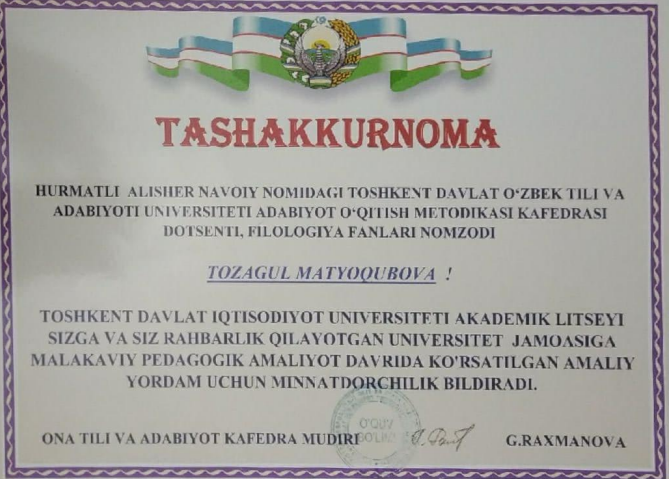 TASHAKKURNOMA
HURMATLI ALISHER NAVOIY NOMIDAGI TOSHKENT DAVLAT O‘ZBEK TILI VA
ADABIYOTI UNIVERSITETI ADABIYOT O‘QITISH METODIKASI KAFEDRASI
DOTSENTI, FILOLOGIYA FANLARI NOMZODI
TOZAGUL MATYOQUBOVA !
TOSHKENT DAVLAT IQTISODIYOT UNIVERSITETI AKADEMIK LITSEYI
SIZGA VA SIZ RAHBARLIK QILAYOTGAN UNIVERSITET JAMOASIGA
MALAKAVIY PEDAGOGIK AMALIYOT DAVRIDA KO'RSATILGAN AMALIY
YORDAM UCHUN MINNATDORCHILIK BILDIRADI.
O'QUV
ONA TILI VA ADABIYOT KAFEDRA MUDIRI G.RAXMANOVA